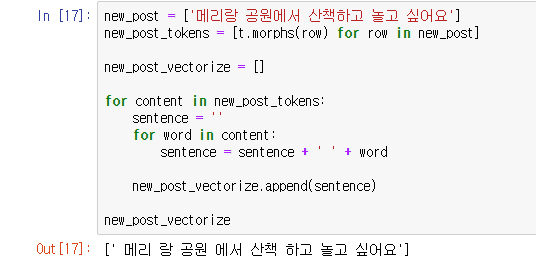 In [17]: new_post = ['메리랑 공원에서 산책하고 놀고 싶어요']
new_post_tokens = [t.morphs(row) for row in new_post]
new_post_vectorize = []
for content in new_post_tokens:
    sentence = ''
    for word in content:
        sentence = sentence + ' ' + word
    new_post_vectorize.append(sentence)
new_post_vectorize
Out[17]: [' 메리 랑 공원 에서 산책 하고 놀고 싶어요']